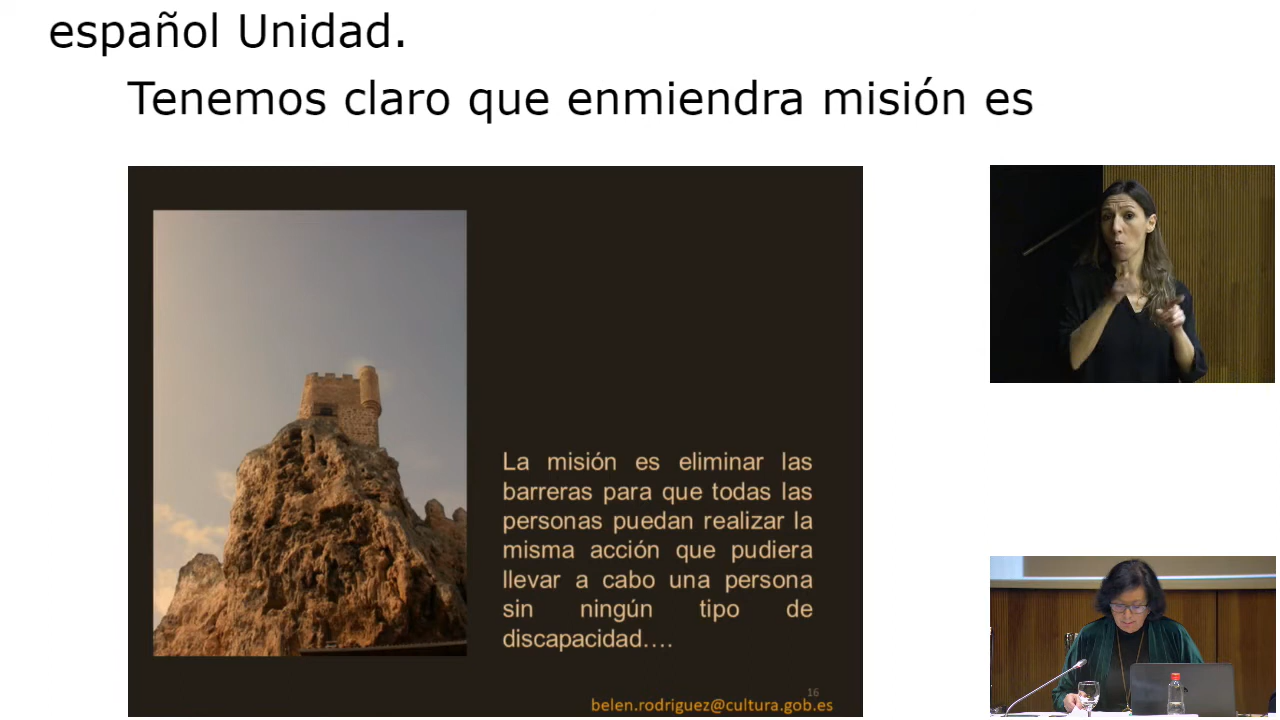 español Unidad.
Tenemos claro que enmiendra misión es
La misión es eliminar las
barreras para que todas las
personas puedan realizar la
misma acción que pudiera
llevar a cabo una persona
sin ningún tipo de
discapacidad....
16
belen.rodriguez@cultura.gob.es